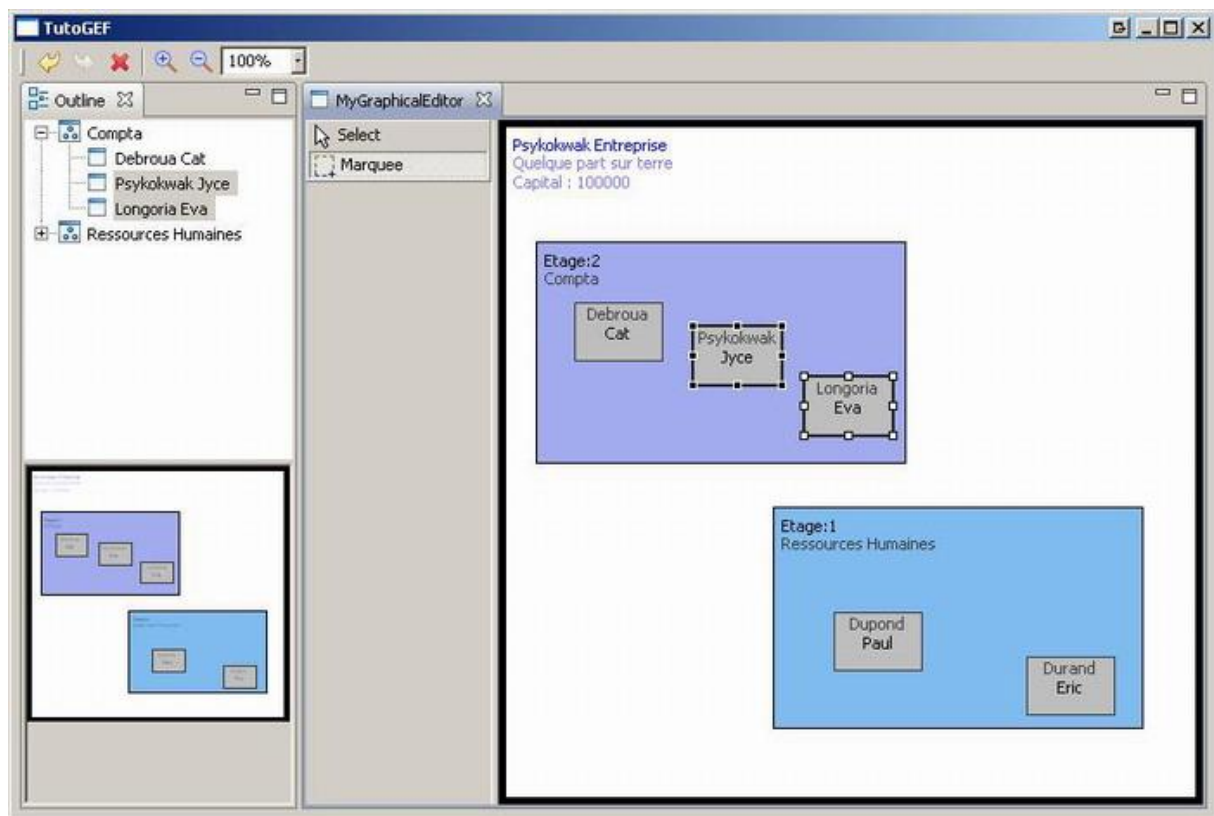 TutoGEF
100%
Outline
MyGraphicalEditor
Compta
Debroua Cat
Psykokwak Jyce
Longoria Eva
Ressources Humaines
Select
Marquee
Psykokwak Entreprise
Quelque part sur terre
Capital : 100000
Etage:2
Compta
Debroua
Cat
Psykokwak
Jyce
Longoria
Eva
Etage:1
Ressources Humaines
Dupond
Paul
Durand
Eric